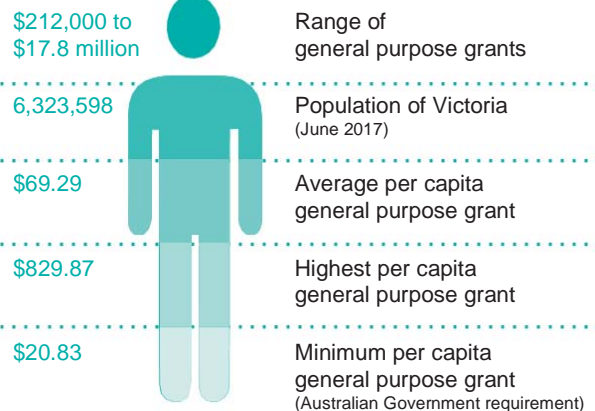 $212,000 to
$17.8 million
Range of
general purpose grants
6,323,598
Population of Victoria
(June 2017)
$69.29
Average per capita
general purpose grant
$829.87
Highest per capita
general purpose grant
$20.83
Minimum per capita
general purpose grant
(Australian Government requirement)